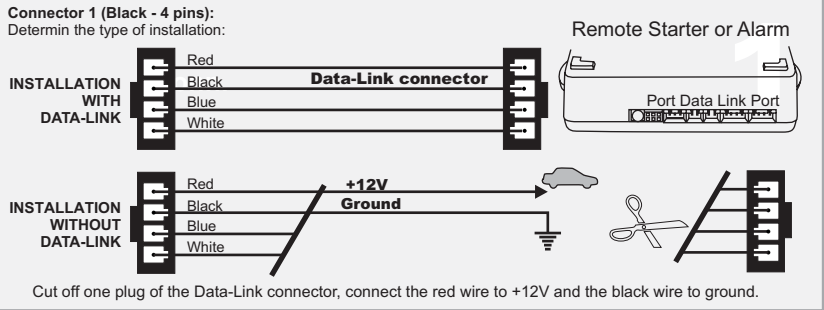 Connector 1 (Black - 4 pins):
Determin the type of installation:
Remote Starter or Alarm
1
INSTALLATION
WITH
DATA-LINK
Red
Black
Blue
White
Data-Link connector
Port Data Link Port
INSTALLATION
WITHOUT
DATA-LINK
Red
Black
Blue
White
+12V
Ground
Cut off one plug of the Data-Link connector, connect the red wire to +12V and the black wire to ground.